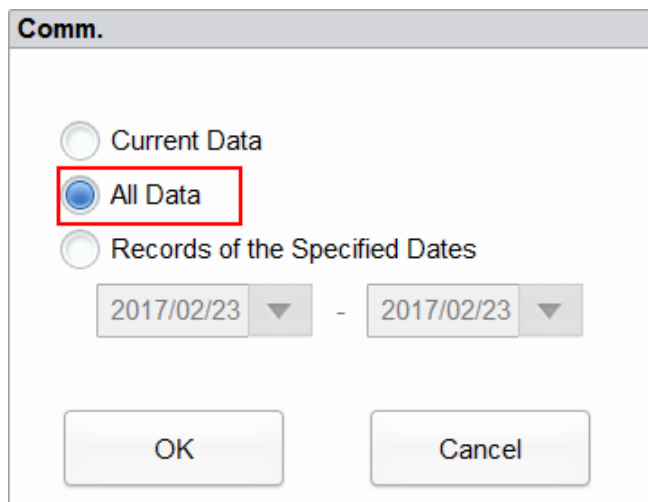 Comm.
Current Data
All Data
Records of the Specified Dates
2017/02/23 - 2017/02/23
OK Cancel